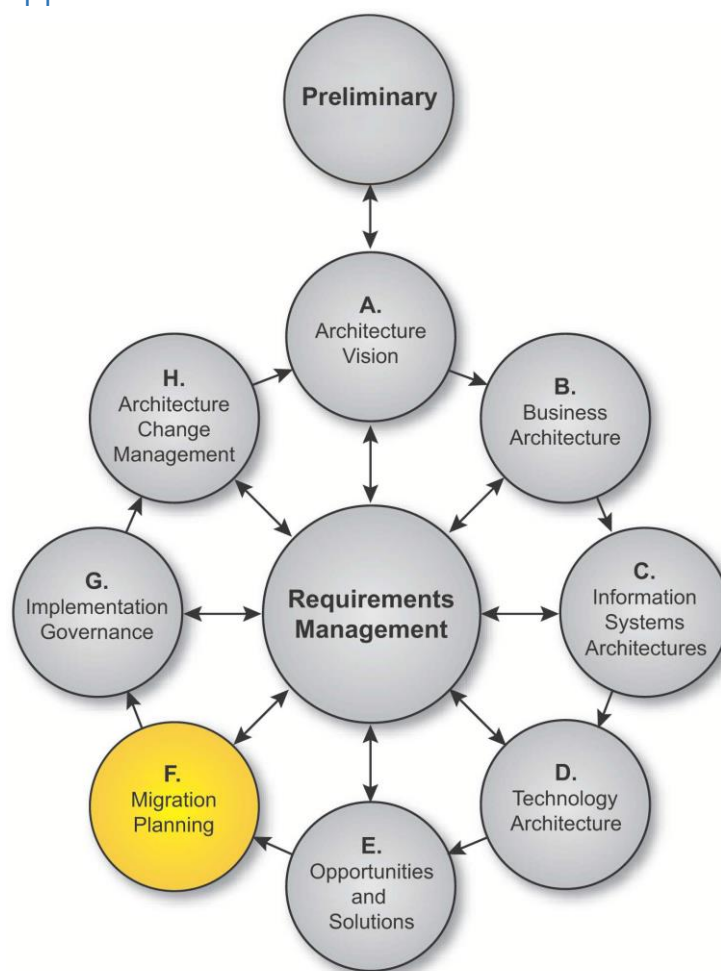 Preliminary
A.
Architecture
Vision
B.
Business
Architecture
C.
Information
Systems
Architectures
D.
Technology
Architecture
E.
Opportunities
and
Solutions
F.
Migration
Planning
G.
Implementation
Governance
H.
Architecture
Change
Management
Requirements
Management